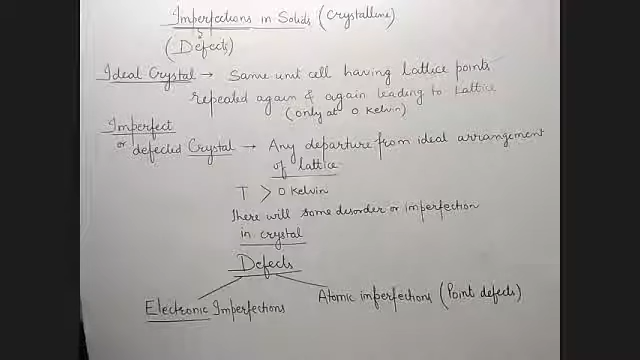 Imperfections in Solids (Crystalline)
(Defects)
Ideal Crystal → Same unit cell having lattice points
repeated again & again leading to lattice
(only at 0 kelvin)
Imperfect
or defected Crystal → Any departure from ideal arrangement
of lattice
T > 0 kelvin
There will some disorder or imperfection
in crystal
Defects
Electronic Imperfections
Atomic imperfections (Point defects)